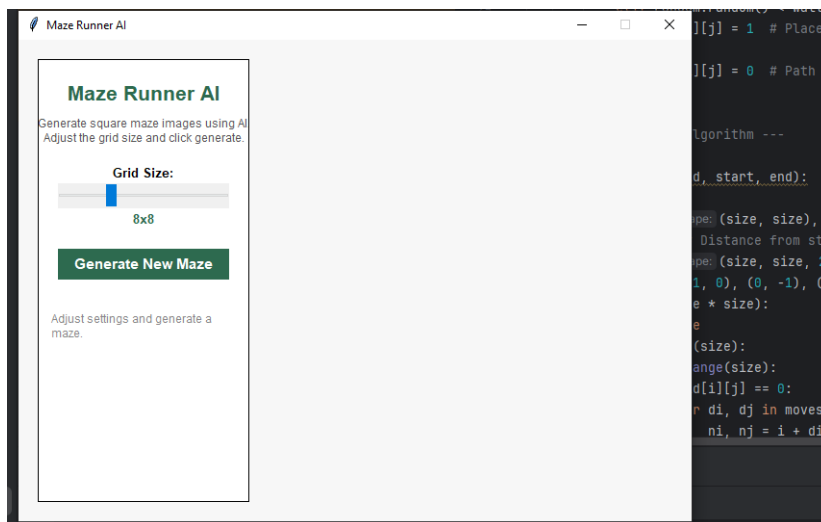 Maze Runner AI
Maze Runner AI
Generate square maze images using AI
Adjust the grid size and click generate.
Grid Size:
8x8
Generate New Maze
Adjust settings and generate a
maze.
][j] = 1 # Place
][j] = 0 # Path
lgorithm ---
d, start, end):
ape: (size, size),
Distance from st
ape: (size, size,
1, 0), (0, -1), (
e * size):
e
(size):
ange(size):
d[i][j] == 0:
r di, dj in moves
ni, nj = i + di